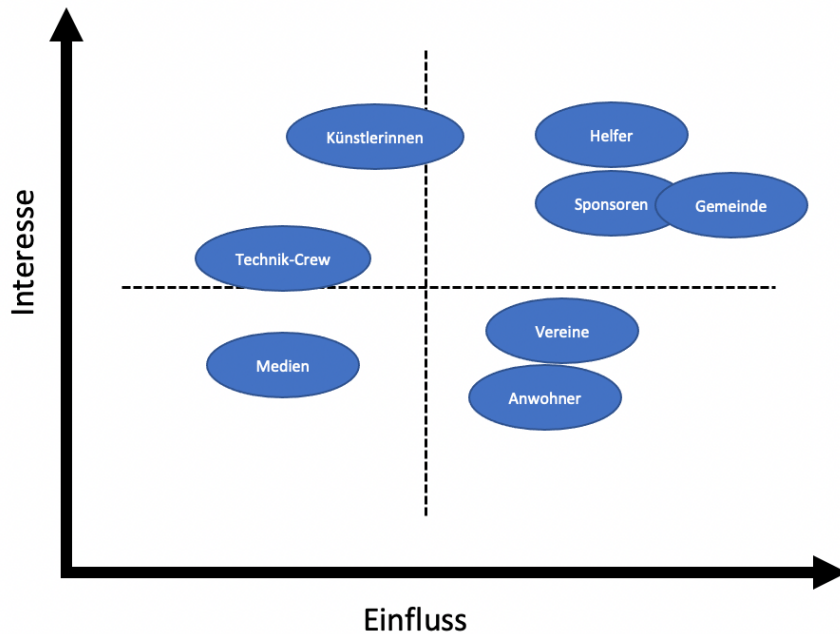 Künstlerinnen
Helfer
Sponsoren
Gemeinde
Technik-Crew
Vereine
Medien
Anwohner
Interesse
Einfluss